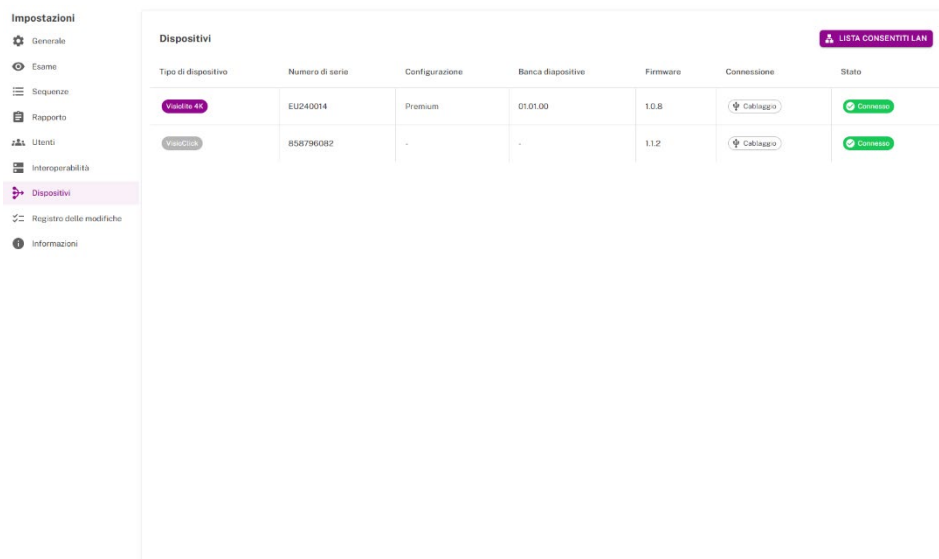 Impostazioni
Generale
Esame
Sequenze
Rapporto
Utenti
Interoperabilità
Dispositivi
Registro delle modifiche
Informazioni
Dispositivi
LISTA CONSENTITI LAN
Tipo di dispositivo Numero di serie Configurazione Banca diapositive Firmware Connessione Stato
Visiolite 4K EU240014 Premium 01.01.00 1.0.8 Cablaggio Connesso
VisioClick 858796082 - - 1.1.2 Cablaggio Connesso